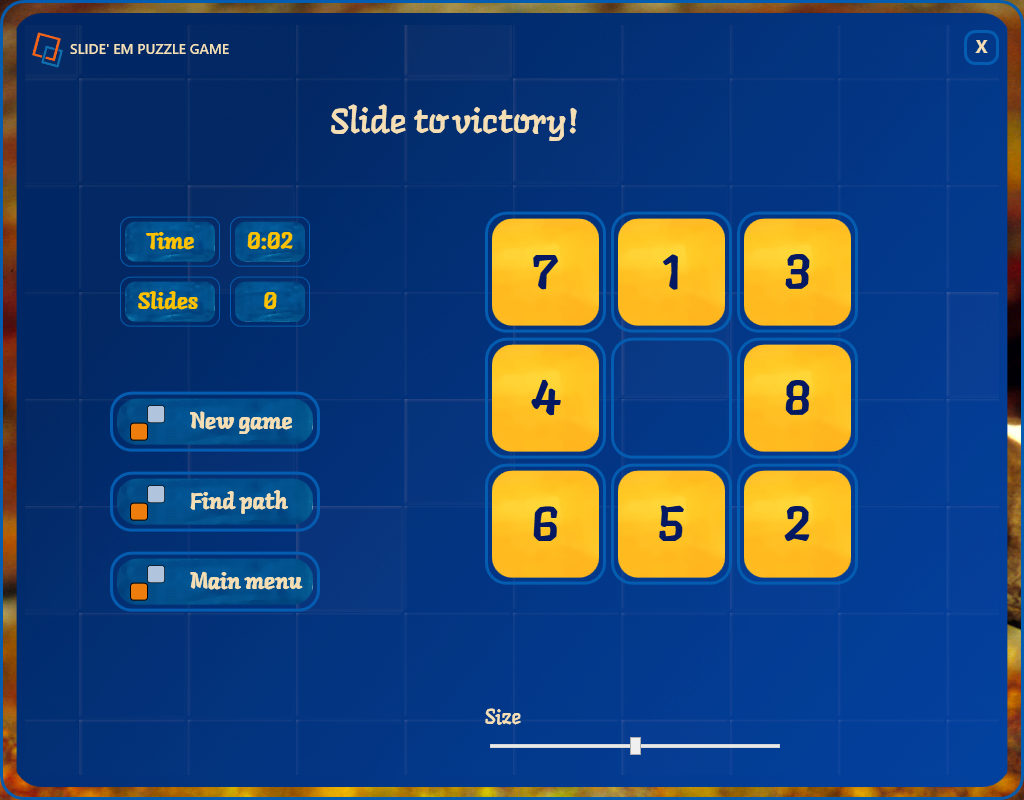 SLIDE' EM PUZZLE GAME
X
Slide to victory!
Time 0:02
Slides 0
New game
Find path
Main menu
7 1 3
4 8
6 5 2
Size